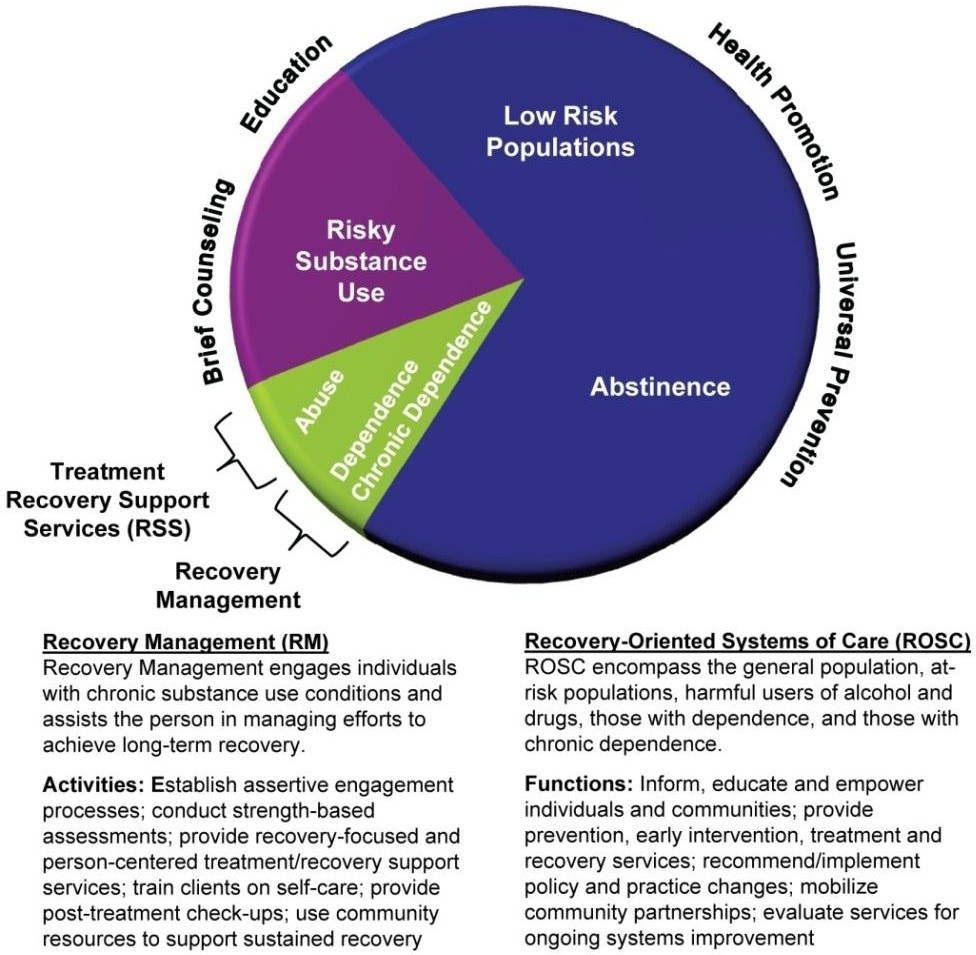 Education
Health Promotion
Low Risk
Populations
Risky
Substance
Use
Brief Counseling
Universal Prevention
Abstinence
Abuse
Dependence
Chronic Dependence
Treatment
Recovery Support
Services (RSS)
Recovery
Management
Recovery Management (RM)
Recovery Management engages individuals
with chronic substance use conditions and
assists the person in managing efforts to
achieve long-term recovery.
Activities: Establish assertive engagement
processes; conduct strength-based
assessments; provide recovery-focused and
person-centered treatment/recovery support
services; train clients on self-care; provide
post-treatment check-ups; use community
resources to support sustained recovery
Recovery-Oriented Systems of Care (ROSC)
ROSC encompass the general population, at-
risk populations, harmful users of alcohol and
drugs, those with dependence, and those with
chronic dependence.
Functions: Inform, educate and empower
individuals and communities; provide
prevention, early intervention, treatment and
recovery services; recommend/implement
policy and practice changes; mobilize
community partnerships; evaluate services for
ongoing systems improvement